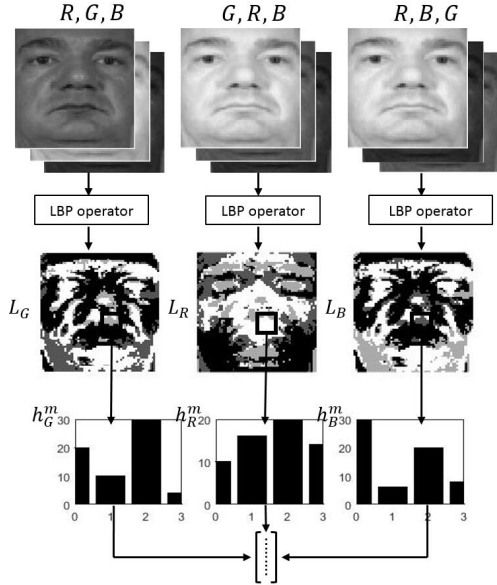 R, G, B G, R, B R, B, G
LBP operator LBP operator LBP operator
L_G L_R L_B
h_G^m h_R^m h_B^m
30 20 30
20 20
10 10 10
0 0 0
0 1 2 3 0 1 2 3 0 1 2 3